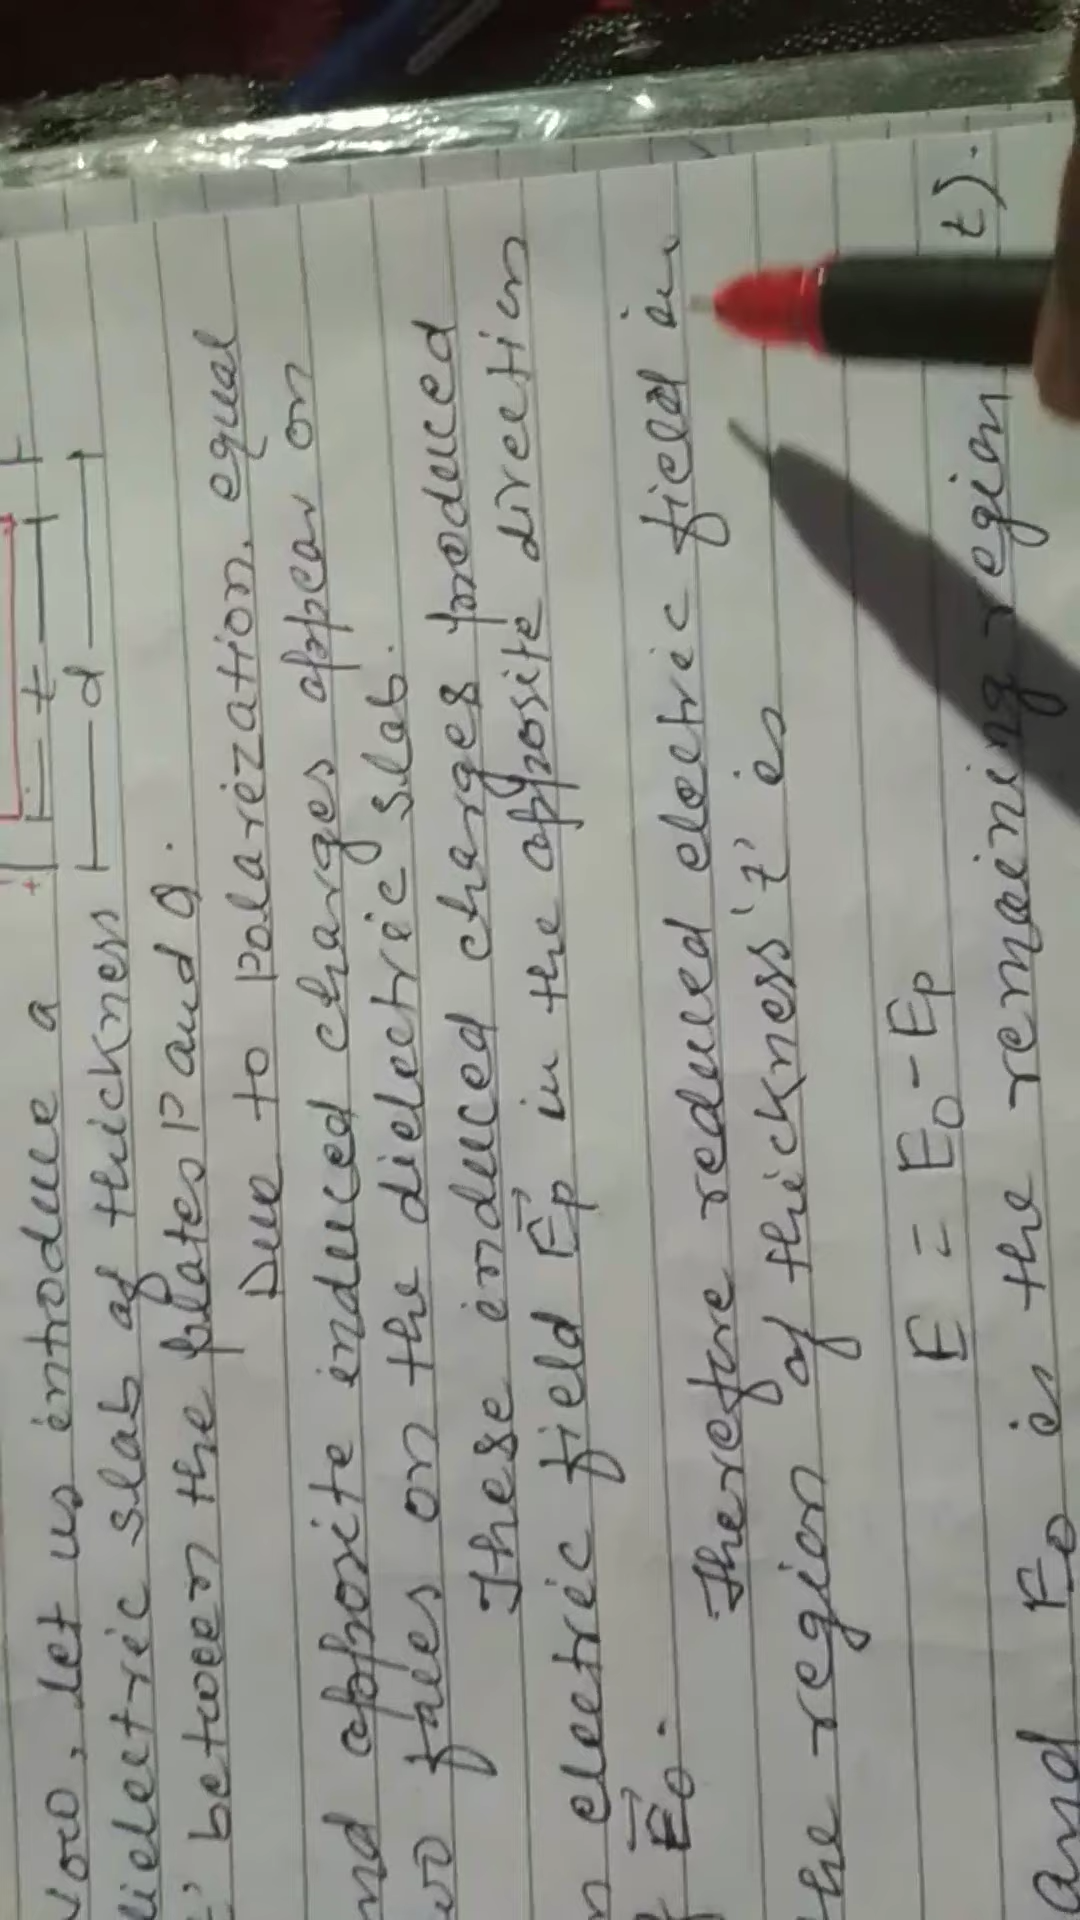 t
d
Now, let us introduce a
dielectric slab of thickness
t' between the plates P and Q.
Due to polarization, equal
and opposite induced charges appear on
two faces on the dielectric slab.
These induced charges produced
n electric field E⃗p in the opposite direction
f E⃗o.
Therefore reduced electric field in
the region of thickness 't' is
E = Eo - Ep
and Eo is the remaining region t).